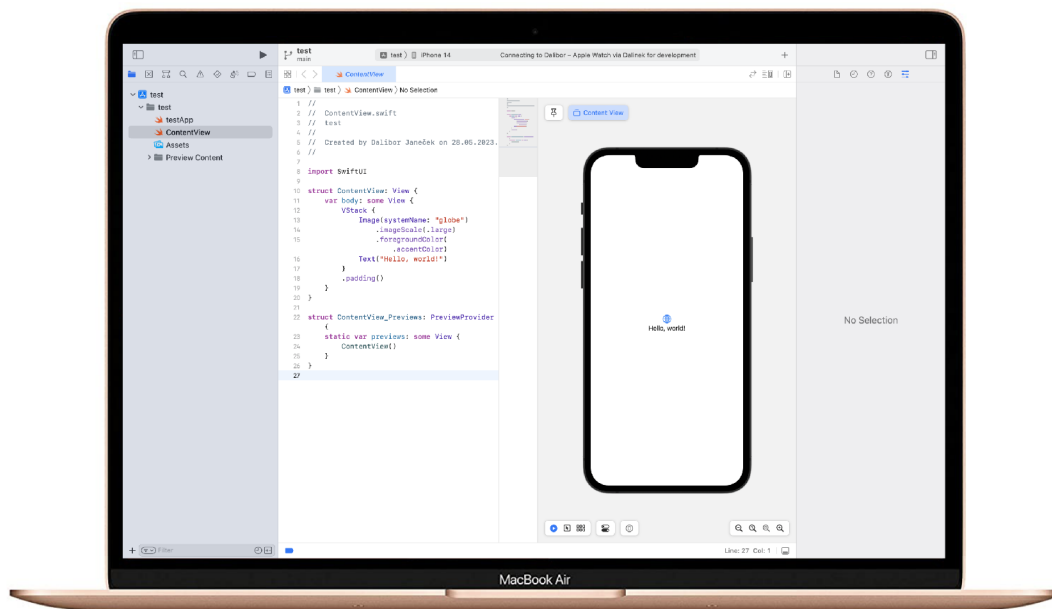 test
main
test
iPhone 14
Connecting to Dalibor – Apple Watch via Dalinek for development
ContentView
test
test
ContentView
No Selection
test
test
testApp
ContentView
Assets
Preview Content
1 //
2 // ContentView.swift
3 // test
4 //
5 // Created by Dalibor Janeček on 28.06.2023.
6 //
7
8 import SwiftUI
9
10 struct ContentView: View {
11 var body: some View {
12 VStack {
13 Image(systemName: "globe")
14 .imageScale(.large)
15 .foregroundColor(
.accentColor)
16 Text("Hello, world!")
17 }
18 .padding()
19 }
20 }
21
22 struct ContentView_Previews: PreviewProvider
{
23 static var previews: some View {
24 ContentView()
25 }
26 }
27
Content View
Hello, world!
No Selection
Filter
Line: 27 Col: 1
MacBook Air